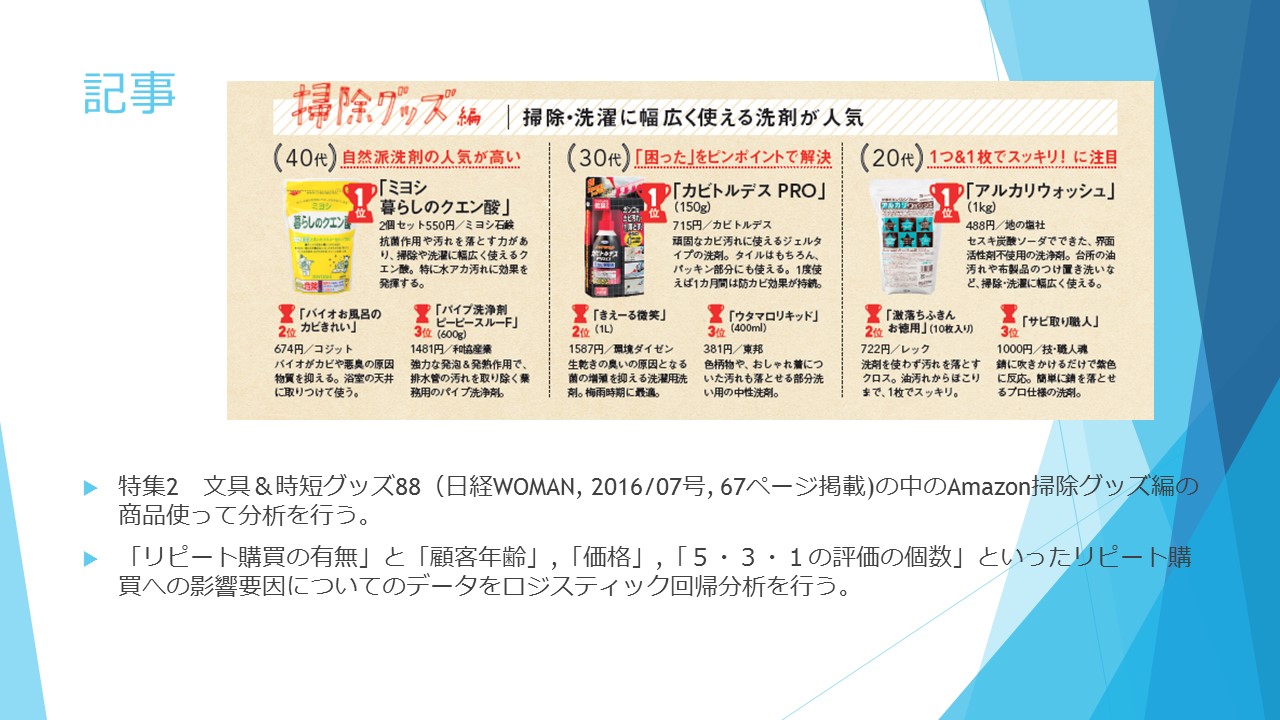 記事
掃除グッズ編 掃除・洗濯に幅広く使える洗剤が人気
(40代) 自然派洗剤の人気が高い
1位
「ミヨシ
暮らしのクエン酸」
2個セット550円／ミヨシ石鹸
抗菌作用や汚れを落とす力があ
り、掃除や洗濯に幅広く使えるク
エン酸。特に水アカ汚れに効果を
発揮する。
ミヨシ
暮らしのクエン酸
2位
「バイオお風呂の
カビきれい」
674円／コジット
バイオがカビや悪臭の原因
物質を抑える。浴室の天井
に取りつけて使う。
3位
「パイプ洗浄剤
ピーピースルーF」
(600g)
1481円／和協産業
強力な発泡＆発熱作用で、
排水管の汚れを取り除く業
務用のパイプ洗浄剤。
(30代) 「困った」をピンポイントで解決
1位
「カビトルデス PRO」
(150g)
715円／カビトルデス
頑固なカビ汚れに使えるジェルタ
イプの洗剤。タイルはもちろん、
パッキン部分にも使える。1度使
えば1カ月間は防カビ効果が持続。
2位
「きえーる微笑」
(1L)
1587円／環境ダイゼン
生乾きの臭いの原因となる
菌の増殖を抑える洗濯用洗
剤。梅雨時期に最適。
3位
「ウタマロリキッド」
(400ml)
381円／東邦
色柄物や、おしゃれ着につ
いた汚れも落とせる部分洗
い用の中性洗剤。
(20代) 1つ&1枚でスッキリ！に注目
1位
「アルカリウォッシュ」
(1kg)
488円／地の塩社
セスキ炭酸ソーダでできた、界面
活性剤不使用の洗浄剤。台所の油
汚れや布製品のつけ置き洗いな
ど、掃除・洗濯に幅広く使える。
アルカリウォッシュ
2位
「激落ちふきん
お徳用」(10枚入り)
722円／レック
洗剤を使わず汚れを落とす
クロス。油汚れからほこり
まで、1枚でスッキリ。
3位
「サビ取り職人」
1000円／技・職人魂
錆に吹きかけるだけで紫色
に反応。簡単に錆を落とせ
るプロ仕様の洗剤。
特集2　文具＆時短グッズ88（日経WOMAN, 2016/07号, 67ページ掲載)の中のAmazon掃除グッズ編の
商品使って分析を行う。
「リピート購買の有無」と「顧客年齢」,「価格」,「５・３・１の評価の個数」といったリピート購
買への影響要因についてのデータをロジスティック回帰分析を行う。